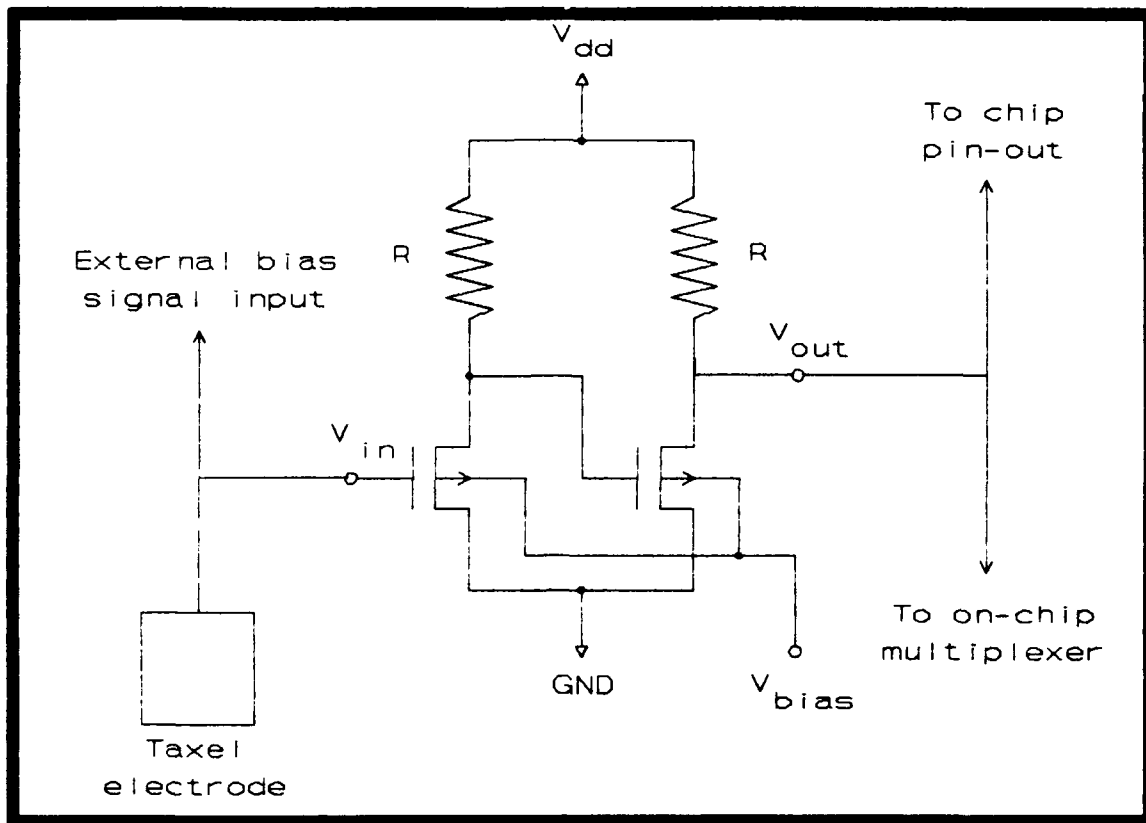 V dd
To chip
pin-out
R
R
External bias
signal input
V out
V in
To on-chip
multiplexer
GND
V bias
Taxel
electrode